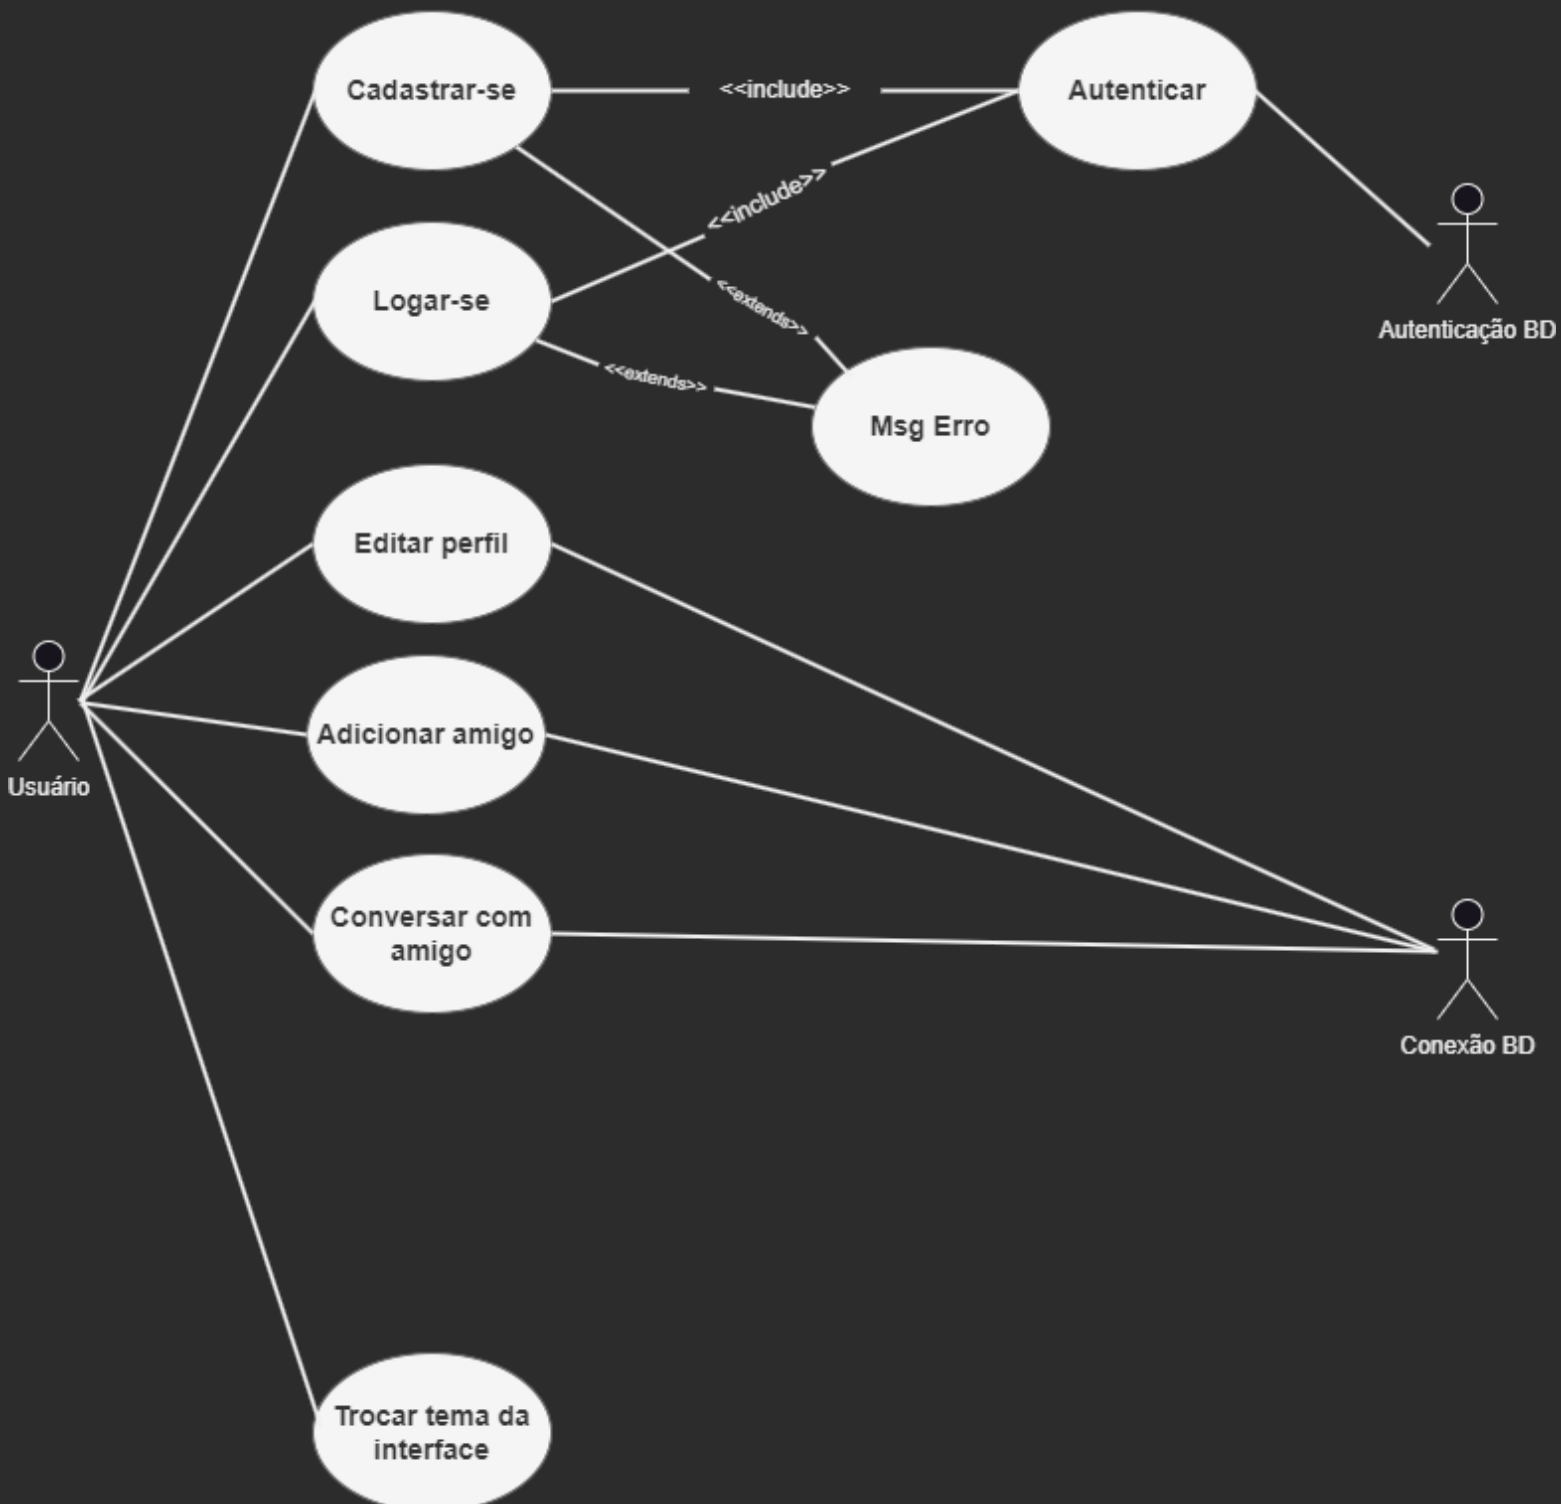 Cadastrar-se
<<include>>
Autenticar
<<include>>
Logar-se
<<extends>>
Autenticação BD
<<extends>>
Msg Erro
Editar perfil
Adicionar amigo
Usuário
Conversar com
amigo
Conexão BD
Trocar tema da
interface